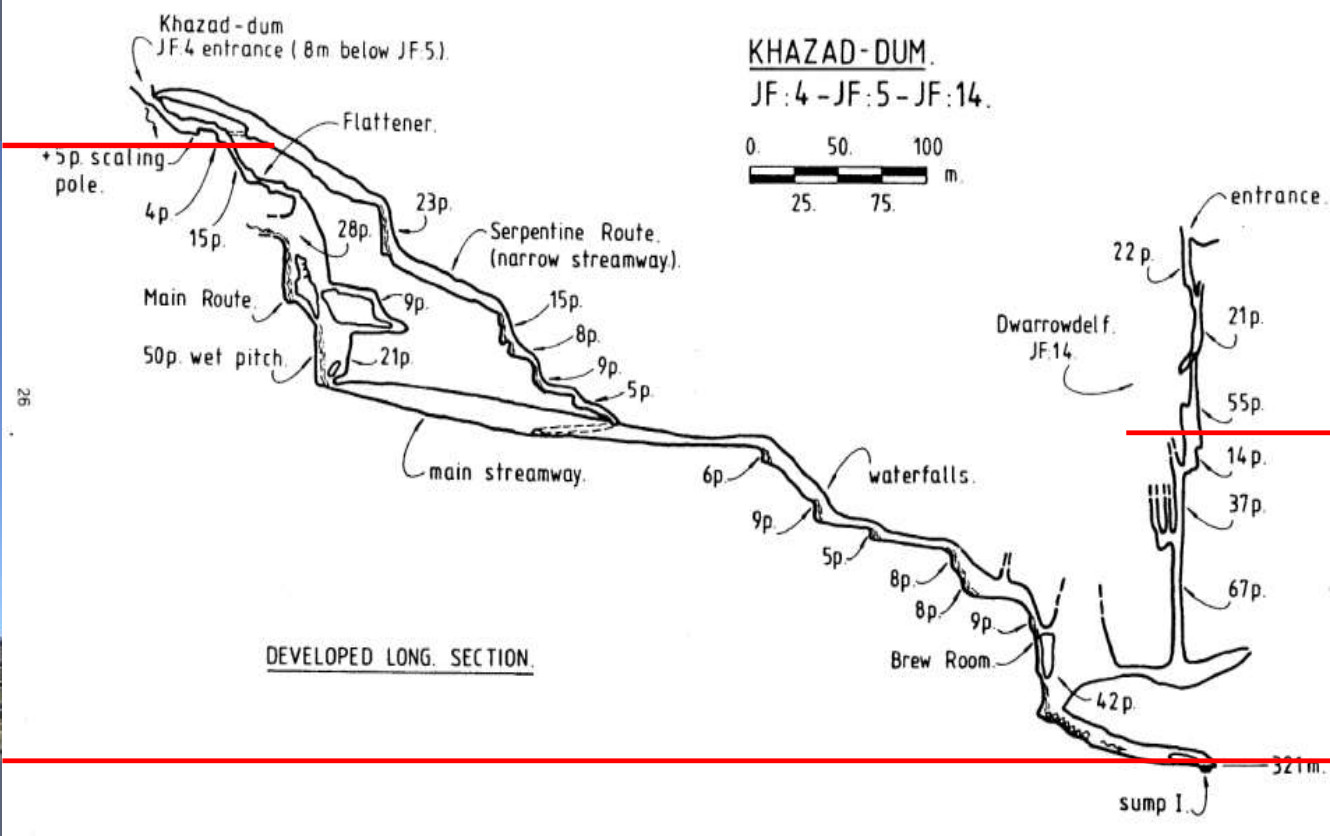 Khazad-dum
JF:4 entrance ( 8m below JF:5.).
KHAZAD-DUM.
JF:4 - JF:5 - JF:14.
0. 50. 100
m.
25. 75.
Flattener.
+5p. scaling
pole.
4p.
15p.
28p.
23p.
Serpentine Route.
(narrow streamway.).
entrance.
22 p.
Main Route.
9p.
15p.
8p.
21p.
Dwarrowdelf.
JF:14.
50p. wet pitch.
21p.
9p.
5p.
55p.
26
main streamway.
6p.
waterfalls.
14p.
9p.
37p.
5p.
8p.
8p.
67p.
9p.
DEVELOPED LONG. SECTION.
Brew Room.
42p.
321m.
sump I.